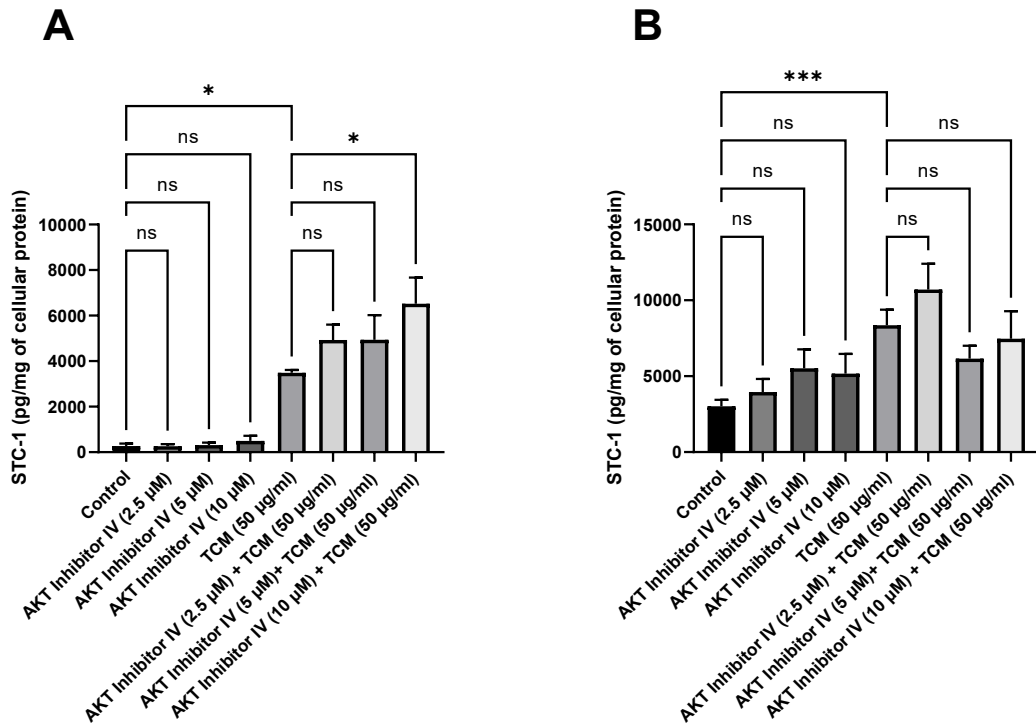 A
*
ns
*
ns
ns
ns
ns
STC-1 (pg/mg of cellular protein)
10000
8000
6000
4000
2000
0
Control
AKT Inhibitor IV (2.5 µM)
AKT Inhibitor IV (5 µM)
AKT Inhibitor IV (10 µM)
TCM (50 µg/ml)
AKT Inhibitor IV (2.5 µM) + TCM (50 µg/ml)
AKT Inhibitor IV (5 µM)+ TCM (50 µg/ml)
AKT Inhibitor IV (10 µM) + TCM (50 µg/ml)
B
***
ns
ns
ns
ns
ns
ns
STC-1 (pg/mg of cellular protein)
15000
10000
5000
0
Control
AKT Inhibitor IV (2.5 µM)
AKT Inhibitor IV (5 µM)
AKT Inhibitor IV (10 µM)
TCM (50 µg/ml)
AKT Inhibitor IV (2.5 µM) + TCM (50 µg/ml)
AKT Inhibitor IV (5 µM)+ TCM (50 µg/ml)
AKT Inhibitor IV (10 µM) + TCM (50 µg/ml)